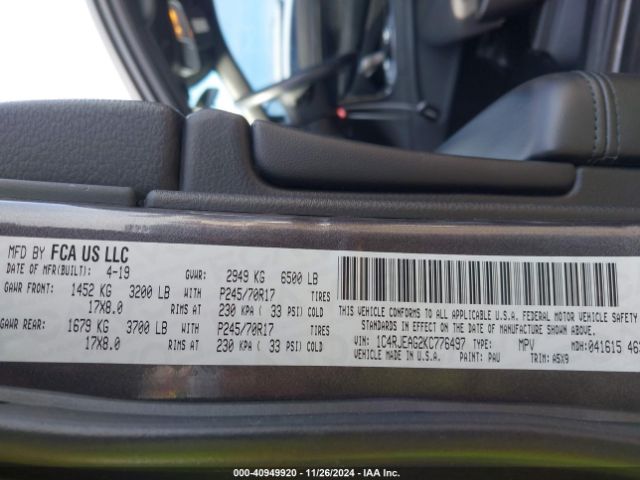 MFD BY FCA US LLC
DATE OF MFR(BUILT): 4-19 GVWR: 2949 KG 6500 LB
GAWR FRONT: 1452 KG 3200 LB P245/70R17 TIRES
17X8.0 RIMS AT 230 KPA ( 33 PSI) COLD
GAWR REAR: 1679 KG 3700 LB P245/70R17 TIRES
17X8.0 RIMS AT 230 KPA ( 33 PSI) COLD
THIS VEHICLE CONFORMS TO ALL APPLICABLE U.S.A. FEDERAL MOTOR VEHICLE SAFETY
THEFT PREVENTION STANDARDS IN EFFECT ON THE DATE OF MANUFACTURE SHOWN
VIN: 1C4RJEAG2KC776497 TYPE: MPV MDH:041615
VEHICLE MADE IN U.S.A. PAINT: PAU TRIM: A5X9
000-40949920 - 11/26/2024 - IAA Inc.